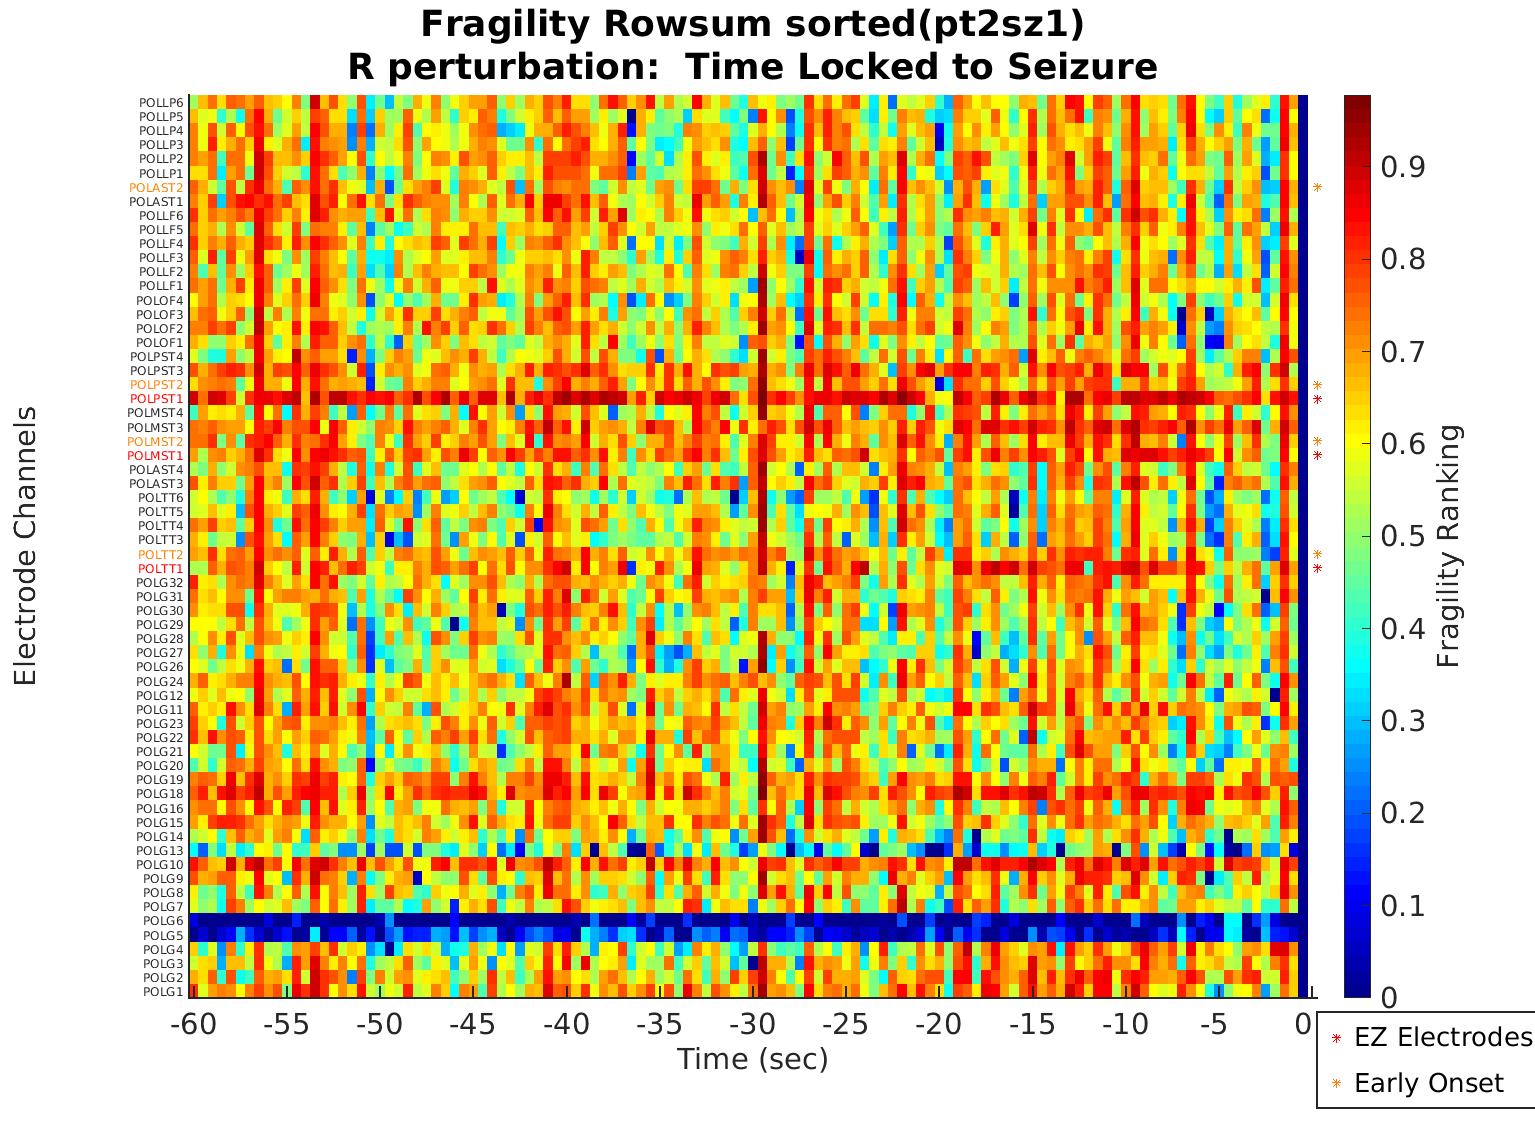 Fragility Rowsum sorted(pt2sz1)
R perturbation:  Time Locked to Seizure
Electrode Channels
POLLP6
POLLP5
POLLP4
POLLP3
POLLP2
POLLP1
POLAST2
POLAST1
POLLF6
POLLF5
POLLF4
POLLF3
POLLF2
POLLF1
POLOF4
POLOF3
POLOF2
POLOF1
POLPST4
POLPST3
POLPST2
POLPST1
POLMST4
POLMST3
POLMST2
POLMST1
POLAST4
POLAST3
POLTT6
POLTT5
POLTT4
POLTT3
POLTT2
POLTT1
POLG32
POLG31
POLG30
POLG29
POLG28
POLG27
POLG26
POLG24
POLG12
POLG11
POLG23
POLG22
POLG21
POLG20
POLG19
POLG18
POLG16
POLG15
POLG14
POLG13
POLG10
POLG9
POLG8
POLG7
POLG6
POLG5
POLG4
POLG3
POLG2
POLG1
-60 -55 -50 -45 -40 -35 -30 -25 -20 -15 -10 -5 0
Time (sec)
0.9
0.8
0.7
0.6
0.5
0.4
0.3
0.2
0.1
0
Fragility Ranking
EZ Electrodes
Early Onset